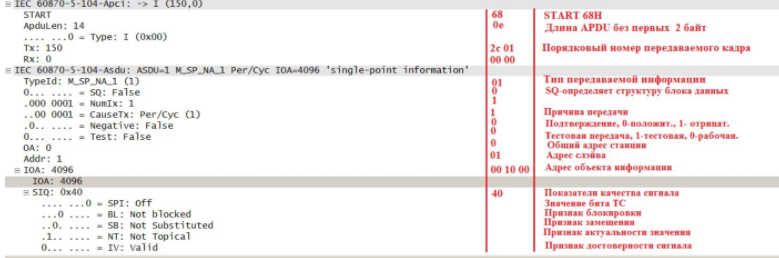 IEC 60870-5-104-Apci: -> I (150,0)
START 68 START 68H
ApduLen: 14 0e Длина APDU без первых 2 байт
.... ...0 = Type: I (0x00)
Tx: 150 2c 01 Порядковый номер передаваемого кадра
Rx: 0 00 00
IEC 60870-5-104-Asdu: ASDU=1 M_SP_NA_1 Per/Cyc IOA=4096 'single-point information'
TypeId: M_SP_NA_1 (1) 01 Тип передаваемой информации
0... .... = SQ: False 0 SQ-определяет структуру блока данных
.000 0001 = NumIx: 1 1
..00 0001 = CauseTx: Per/Cyc (1) 1 Причина передачи
.0.. .... = Negative: False 0 Подтверждение, 0-положит., 1- отрицат.
0... .... = Test: False 0 Тестовая передача, 1-тестовая, 0-рабочая.
OA: 0 0 Общий адрес станции
Addr: 1 01 Адрес слэйва
IOA: 4096 00 10 00 Адрес объекта информации
IOA: 4096
SIQ: 0x40 40 Показатели качества сигнала
.... ...0 = SPI: Off Значение бита ТС
...0 .... = BL: Not blocked Признак блокировки
..0. .... = SB: Not Substituted Признак замещения
.1.. .... = NT: Not Topical Признак актуальности значения
0... .... = IV: Valid Признак достоверности сигнала